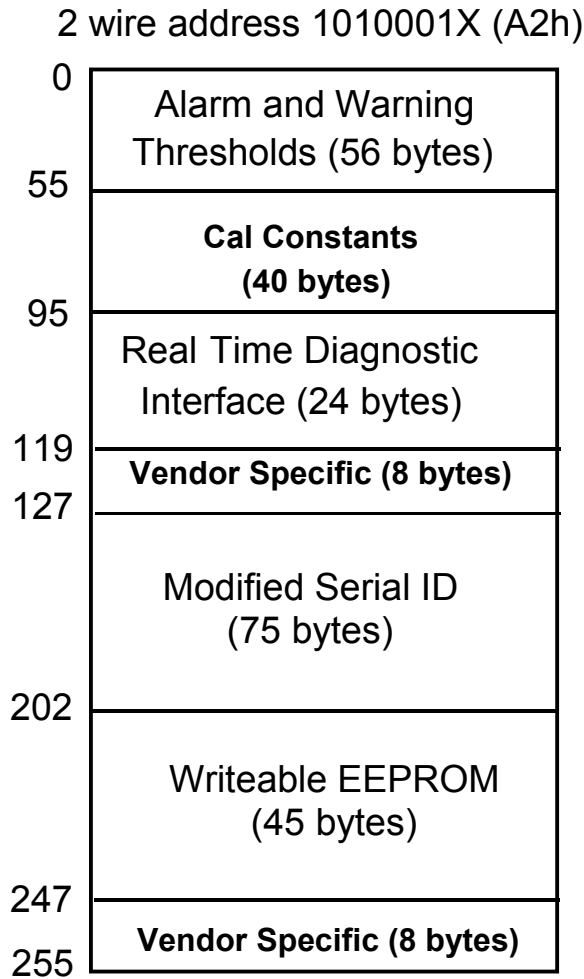 2 wire address 1010001X (A2h)
0
Alarm and Warning
Thresholds (56 bytes)
55
Cal Constants
(40 bytes)
95
Real Time Diagnostic
Interface (24 bytes)
119
Vendor Specific (8 bytes)
127
Modified Serial ID
(75 bytes)
202
Writeable EEPROM
(45 bytes)
247
Vendor Specific (8 bytes)
255